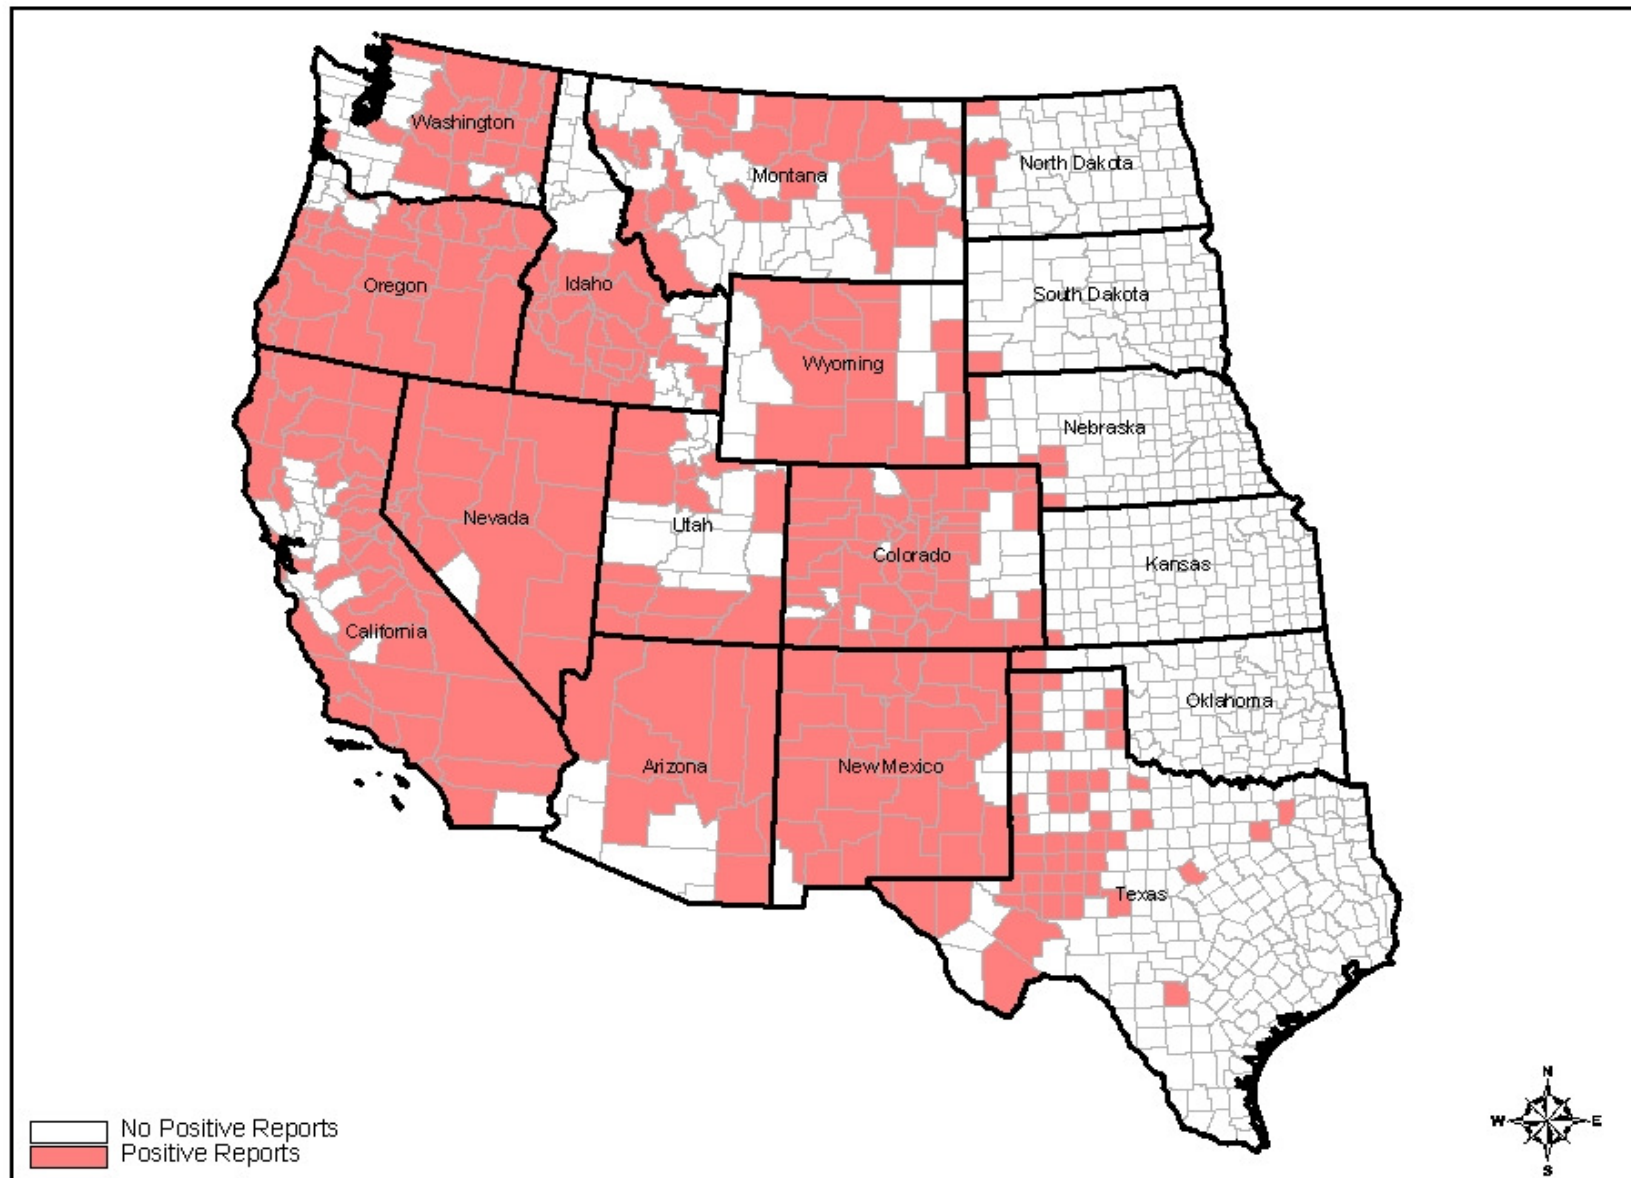 Washington
Montana
North Dakota
Oregon
Idaho
South Dakota
Wyoming
Nebraska
Nevada
Utah
Colorado
Kansas
California
Oklahoma
Arizona
New Mexico
Texas
No Positive Reports
Positive Reports
N
W
E
S